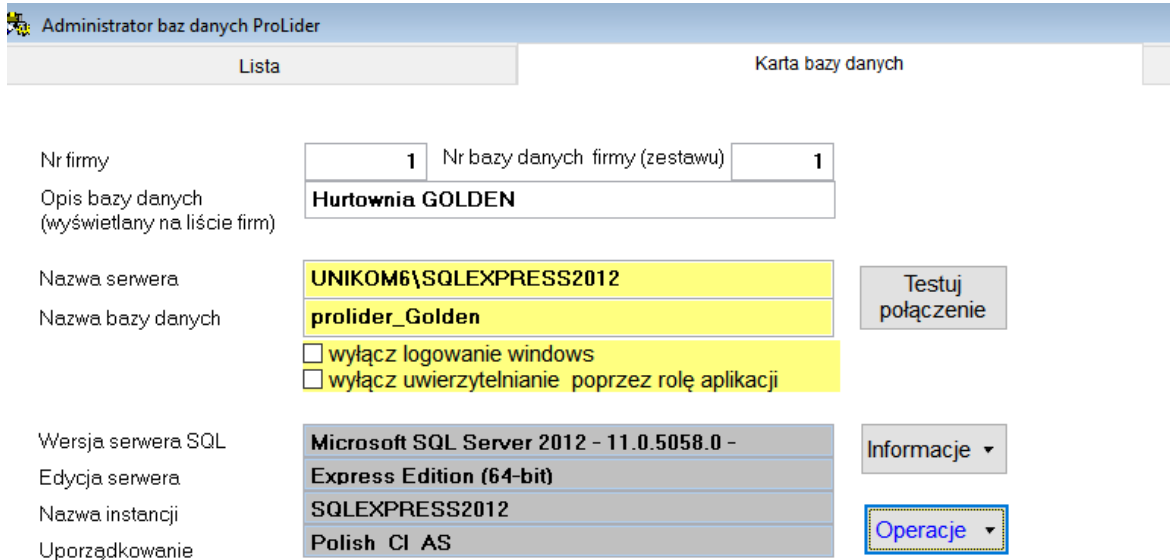 Administrator baz danych ProLider
Lista
Karta bazy danych
Nr firmy 1 Nr bazy danych firmy (zestawu) 1
Opis bazy danych
(wyświetlany na liście firm)
Hurtownia GOLDEN
Nazwa serwera UNIKOM6\SQLEXPRESS2012
Nazwa bazy danych prolider_Golden
Testuj
połączenie
wyłącz logowanie windows
wyłącz uwierzytelnianie poprzez rolę aplikacji
Wersja serwera SQL Microsoft SQL Server 2012 - 11.0.5058.0 -
Informacje
Edycja serwera Express Edition (64-bit)
Nazwa instancji SQLEXPRESS2012
Operacje
Uporządkowanie Polish_CI_AS